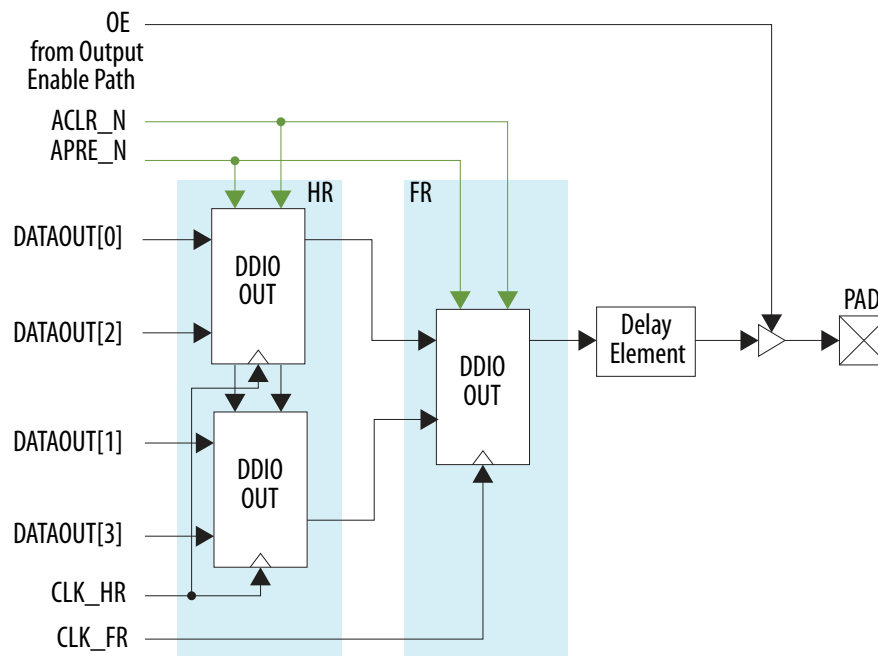 OE
from Output
Enable Path
ACLR_N
APRE_N
HR
FR
DATAOUT[0]
DDIO
OUT
DATAOUT[2]
PAD
Delay
Element
DDIO
OUT
DATAOUT[1]
DDIO
OUT
DATAOUT[3]
CLK_HR
CLK_FR